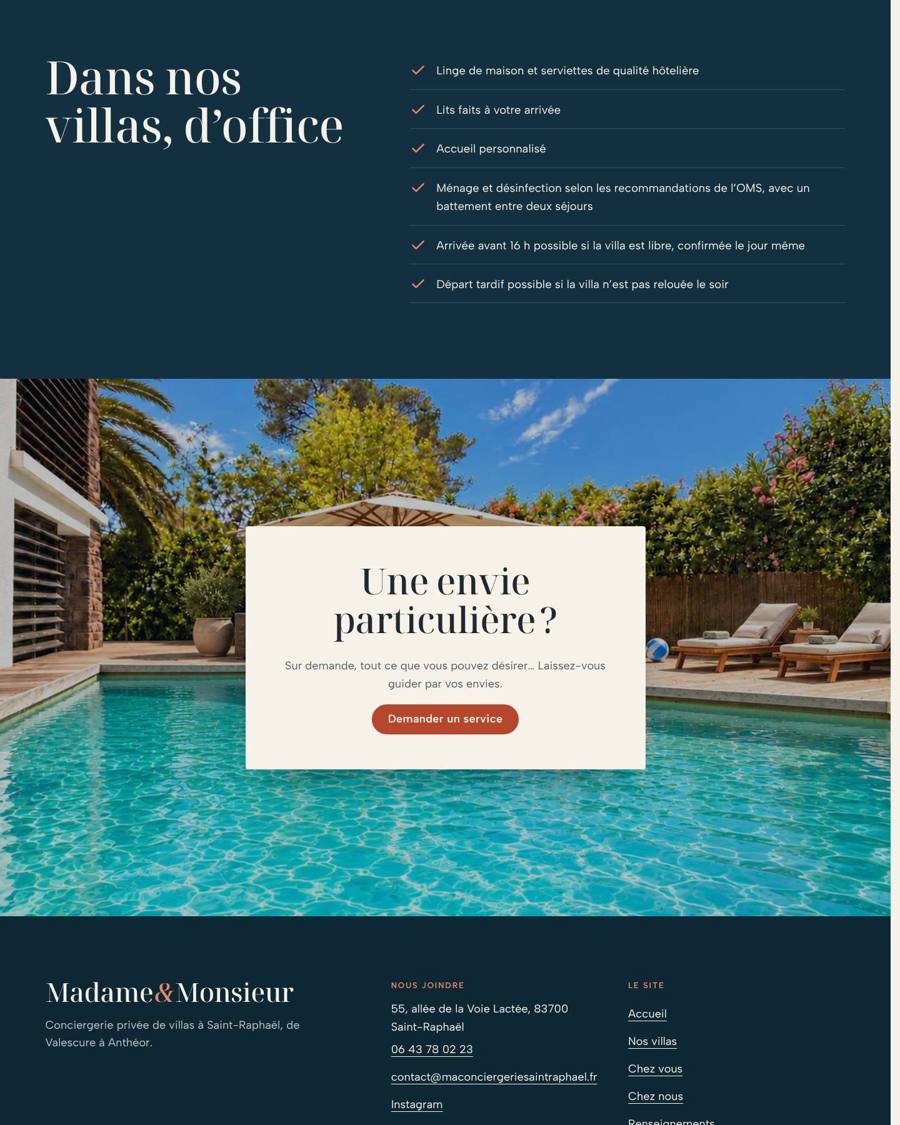 Dans nos
villas, d’office
Linge de maison et serviettes de qualité hôtelière
Lits faits à votre arrivée
Accueil personnalisé
Ménage et désinfection selon les recommandations de l’OMS, avec un
battement entre deux séjours
Arrivée avant 16 h possible si la villa est libre, confirmée le jour même
Départ tardif possible si la villa n’est pas relouée le soir
Une envie
particulière ?
Sur demande, tout ce que vous pouvez désirer… Laissez-vous
guider par vos envies.
Demander un service
Madame&Monsieur
Conciergerie privée de villas à Saint-Raphaël, de
Valescure à Anthéor.
NOUS JOINDRE
55, allée de la Voie Lactée, 83700
Saint-Raphaël
06 43 78 02 23
contact@maconciergeriesaintraphael.fr
Instagram
LE SITE
Accueil
Nos villas
Chez vous
Chez nous
Renseignements